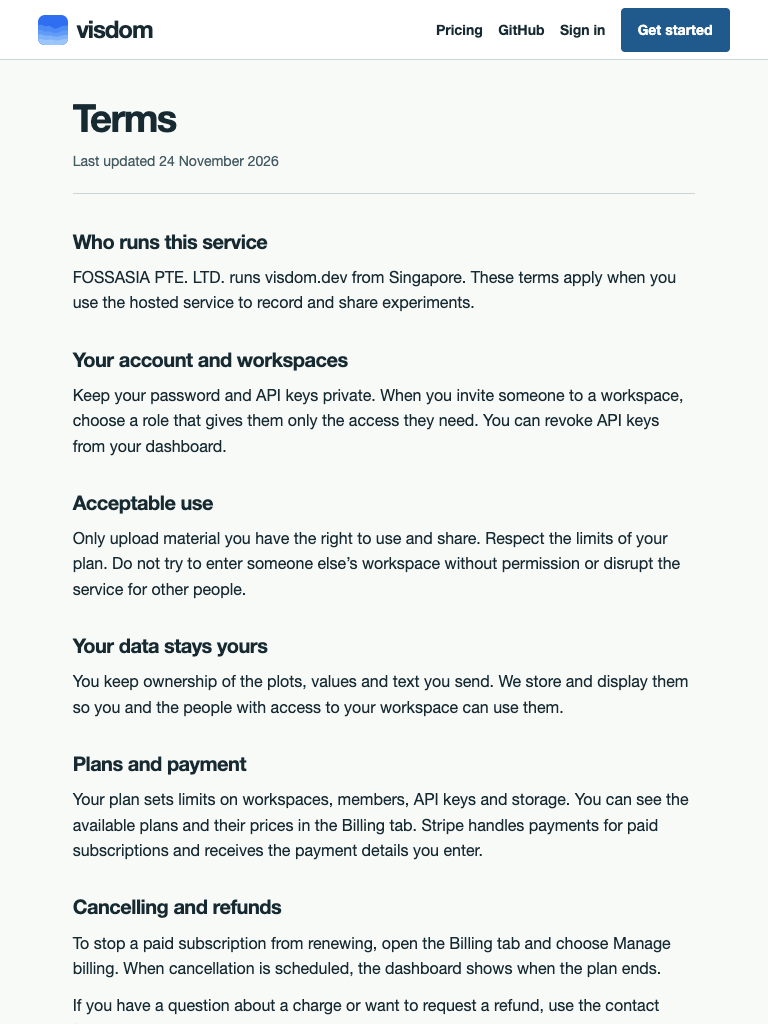 visdom
Pricing
GitHub
Sign in
Get started
Terms
Last updated 24 November 2026
Who runs this service
FOSSASIA PTE. LTD. runs visdom.dev from Singapore. These terms apply when you
use the hosted service to record and share experiments.
Your account and workspaces
Keep your password and API keys private. When you invite someone to a workspace,
choose a role that gives them only the access they need. You can revoke API keys
from your dashboard.
Acceptable use
Only upload material you have the right to use and share. Respect the limits of your
plan. Do not try to enter someone else’s workspace without permission or disrupt the
service for other people.
Your data stays yours
You keep ownership of the plots, values and text you send. We store and display them
so you and the people with access to your workspace can use them.
Plans and payment
Your plan sets limits on workspaces, members, API keys and storage. You can see the
available plans and their prices in the Billing tab. Stripe handles payments for paid
subscriptions and receives the payment details you enter.
Cancelling and refunds
To stop a paid subscription from renewing, open the Billing tab and choose Manage
billing. When cancellation is scheduled, the dashboard shows when the plan ends.
If you have a question about a charge or want to request a refund, use the contact